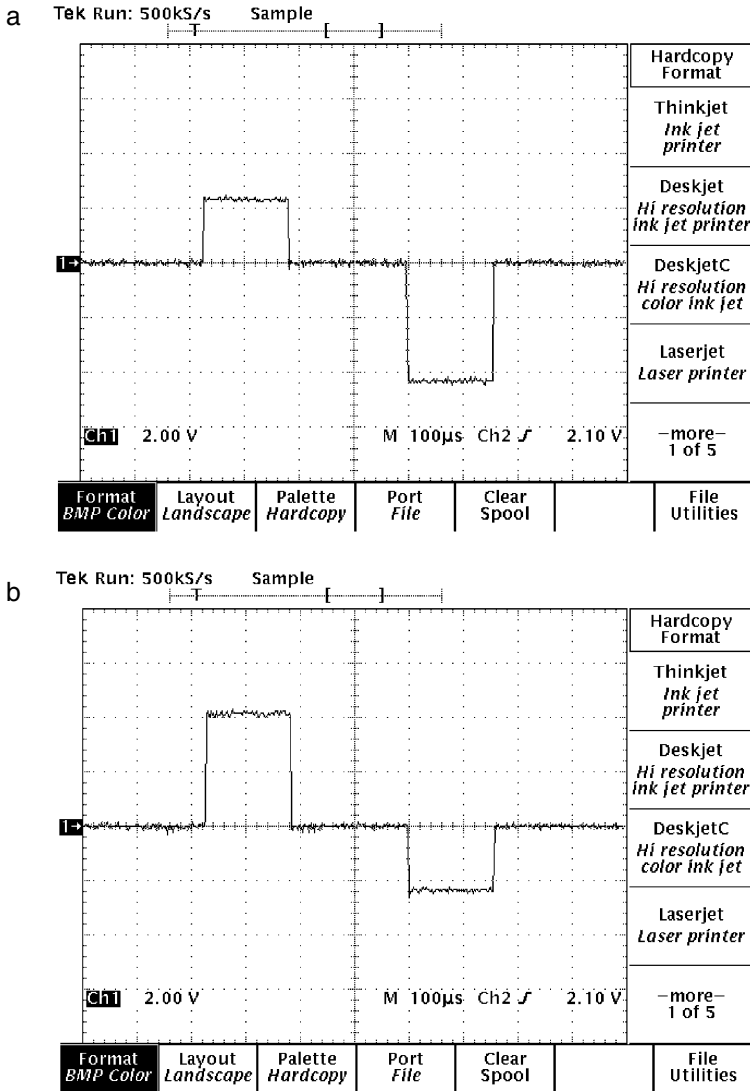 a
Tek Run: 500kS/s Sample
T
[ ]
Hardcopy
Format
Thinkjet
Ink jet
printer
Deskjet
Hi resolution
ink jet printer
1→
DeskjetC
Hi resolution
color ink jet
Laserjet
Laser printer
Ch1 2.00 V M 100µs Ch2 2.10 V
–more–
1 of 5
Format
BMP Color
Layout
Landscape
Palette
Hardcopy
Port
File
Clear
Spool
File
Utilities
b
Tek Run: 500kS/s Sample
T
[ ]
Hardcopy
Format
Thinkjet
Ink jet
printer
Deskjet
Hi resolution
ink jet printer
1→
DeskjetC
Hi resolution
color ink jet
Laserjet
Laser printer
Ch1 2.00 V M 100µs Ch2 2.10 V
–more–
1 of 5
Format
BMP Color
Layout
Landscape
Palette
Hardcopy
Port
File
Clear
Spool
File
Utilities